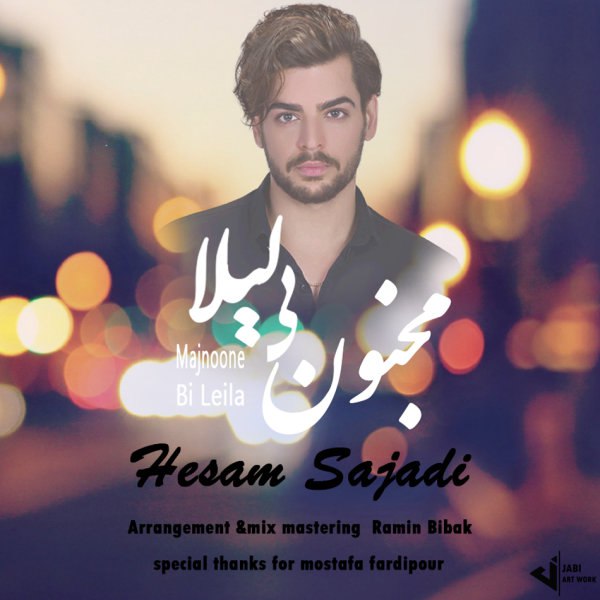 مجنون بی لیلا
Majnoone
Bi Leila
Hesam Sajadi
Arrangement &mix mastering Ramin Bibak
special thanks for mostafa fardipour
JABI
ART WORK